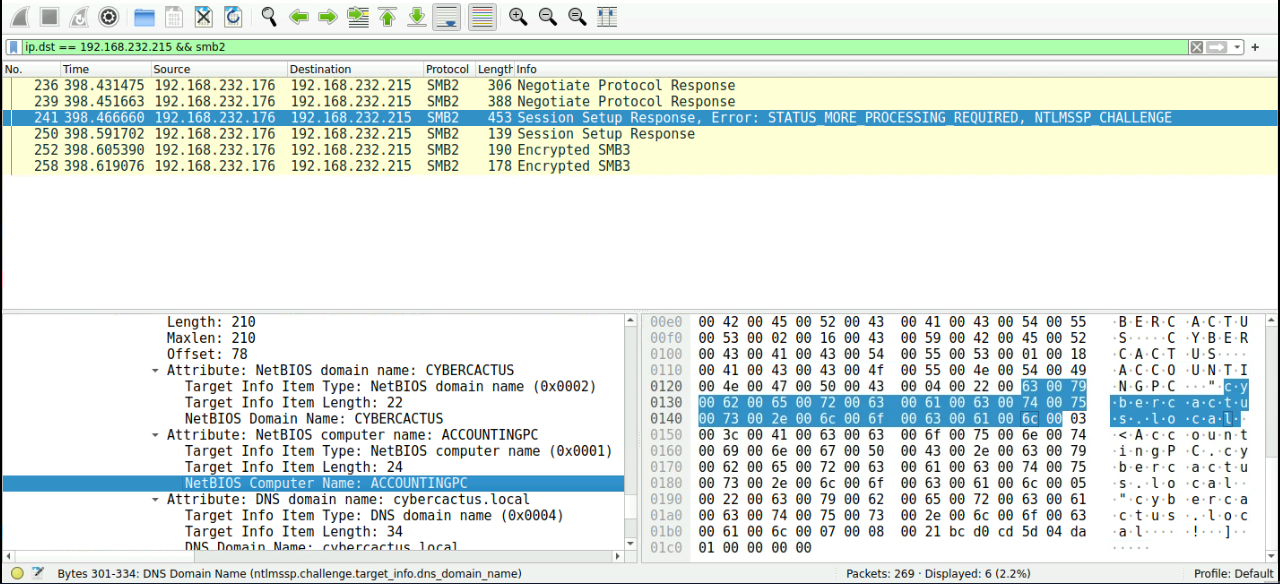 ip.dst == 192.168.232.215 && smb2
No. Time Source Destination Protocol Length Info
236 398.431475 192.168.232.176 192.168.232.215 SMB2 306 Negotiate Protocol Response
239 398.451663 192.168.232.176 192.168.232.215 SMB2 388 Negotiate Protocol Response
241 398.466660 192.168.232.176 192.168.232.215 SMB2 453 Session Setup Response, Error: STATUS_MORE_PROCESSING_REQUIRED, NTLMSSP_CHALLENGE
250 398.591702 192.168.232.176 192.168.232.215 SMB2 139 Session Setup Response
252 398.605390 192.168.232.176 192.168.232.215 SMB2 190 Encrypted SMB3
258 398.619076 192.168.232.176 192.168.232.215 SMB2 178 Encrypted SMB3
Length: 210
Maxlen: 210
Offset: 78
Attribute: NetBIOS domain name: CYBERCACTUS
Target Info Item Type: NetBIOS domain name (0x0002)
Target Info Item Length: 22
NetBIOS Domain Name: CYBERCACTUS
Attribute: NetBIOS computer name: ACCOUNTINGPC
Target Info Item Type: NetBIOS computer name (0x0001)
Target Info Item Length: 24
NetBIOS Computer Name: ACCOUNTINGPC
Attribute: DNS domain name: cybercactus.local
Target Info Item Type: DNS domain name (0x0004)
Target Info Item Length: 34
DNS Domain Name: cybercactus.local
00e0 00 42 00 45 00 52 00 43 00 41 00 43 00 54 00 55 ·B·E·R·C ·A·C·T·U
00f0 00 53 00 02 00 16 00 43 00 59 00 42 00 45 00 52 ·S·····C ·Y·B·E·R
0100 00 43 00 41 00 43 00 54 00 55 00 53 00 01 00 18 ·C·A·C·T ·U·S····
0110 00 41 00 43 00 43 00 4f 00 55 00 4e 00 54 00 49 ·A·C·C·O ·U·N·T·I
0120 00 4e 00 47 00 50 00 43 00 04 00 22 00 63 00 79 ·N·G·P·C ···"·c·y
0130 00 62 00 65 00 72 00 63 00 61 00 63 00 74 00 75 ·b·e·r·c ·a·c·t·u
0140 00 73 00 2e 00 6c 00 6f 00 63 00 61 00 6c 00 03 ·s·.·l·o ·c·a·l··
0150 00 3c 00 41 00 63 00 63 00 6f 00 75 00 6e 00 74 ·<·A·c·c ·o·u·n·t
0160 00 69 00 6e 00 67 00 50 00 43 00 2e 00 63 00 79 ·i·n·g·P ·C·.·c·y
0170 00 62 00 65 00 72 00 63 00 61 00 63 00 74 00 75 ·b·e·r·c ·a·c·t·u
0180 00 73 00 2e 00 6c 00 6f 00 63 00 61 00 6c 00 05 ·s·.·l·o ·c·a·l··
0190 00 22 00 63 00 79 00 62 00 65 00 72 00 63 00 61 ·"·c·y·b ·e·r·c·a
01a0 00 63 00 74 00 75 00 73 00 2e 00 6c 00 6f 00 63 ·c·t·u·s ·.·l·o·c
01b0 00 61 00 6c 00 07 00 08 00 21 bc d0 cd 5d 04 da ·a·l···· ·!···]··
01c0 01 00 00 00 00 ·····
Bytes 301-334: DNS Domain Name (ntlmssp.challenge.target_info.dns_domain_name) Packets: 269 · Displayed: 6 (2.2%) Profile: Default